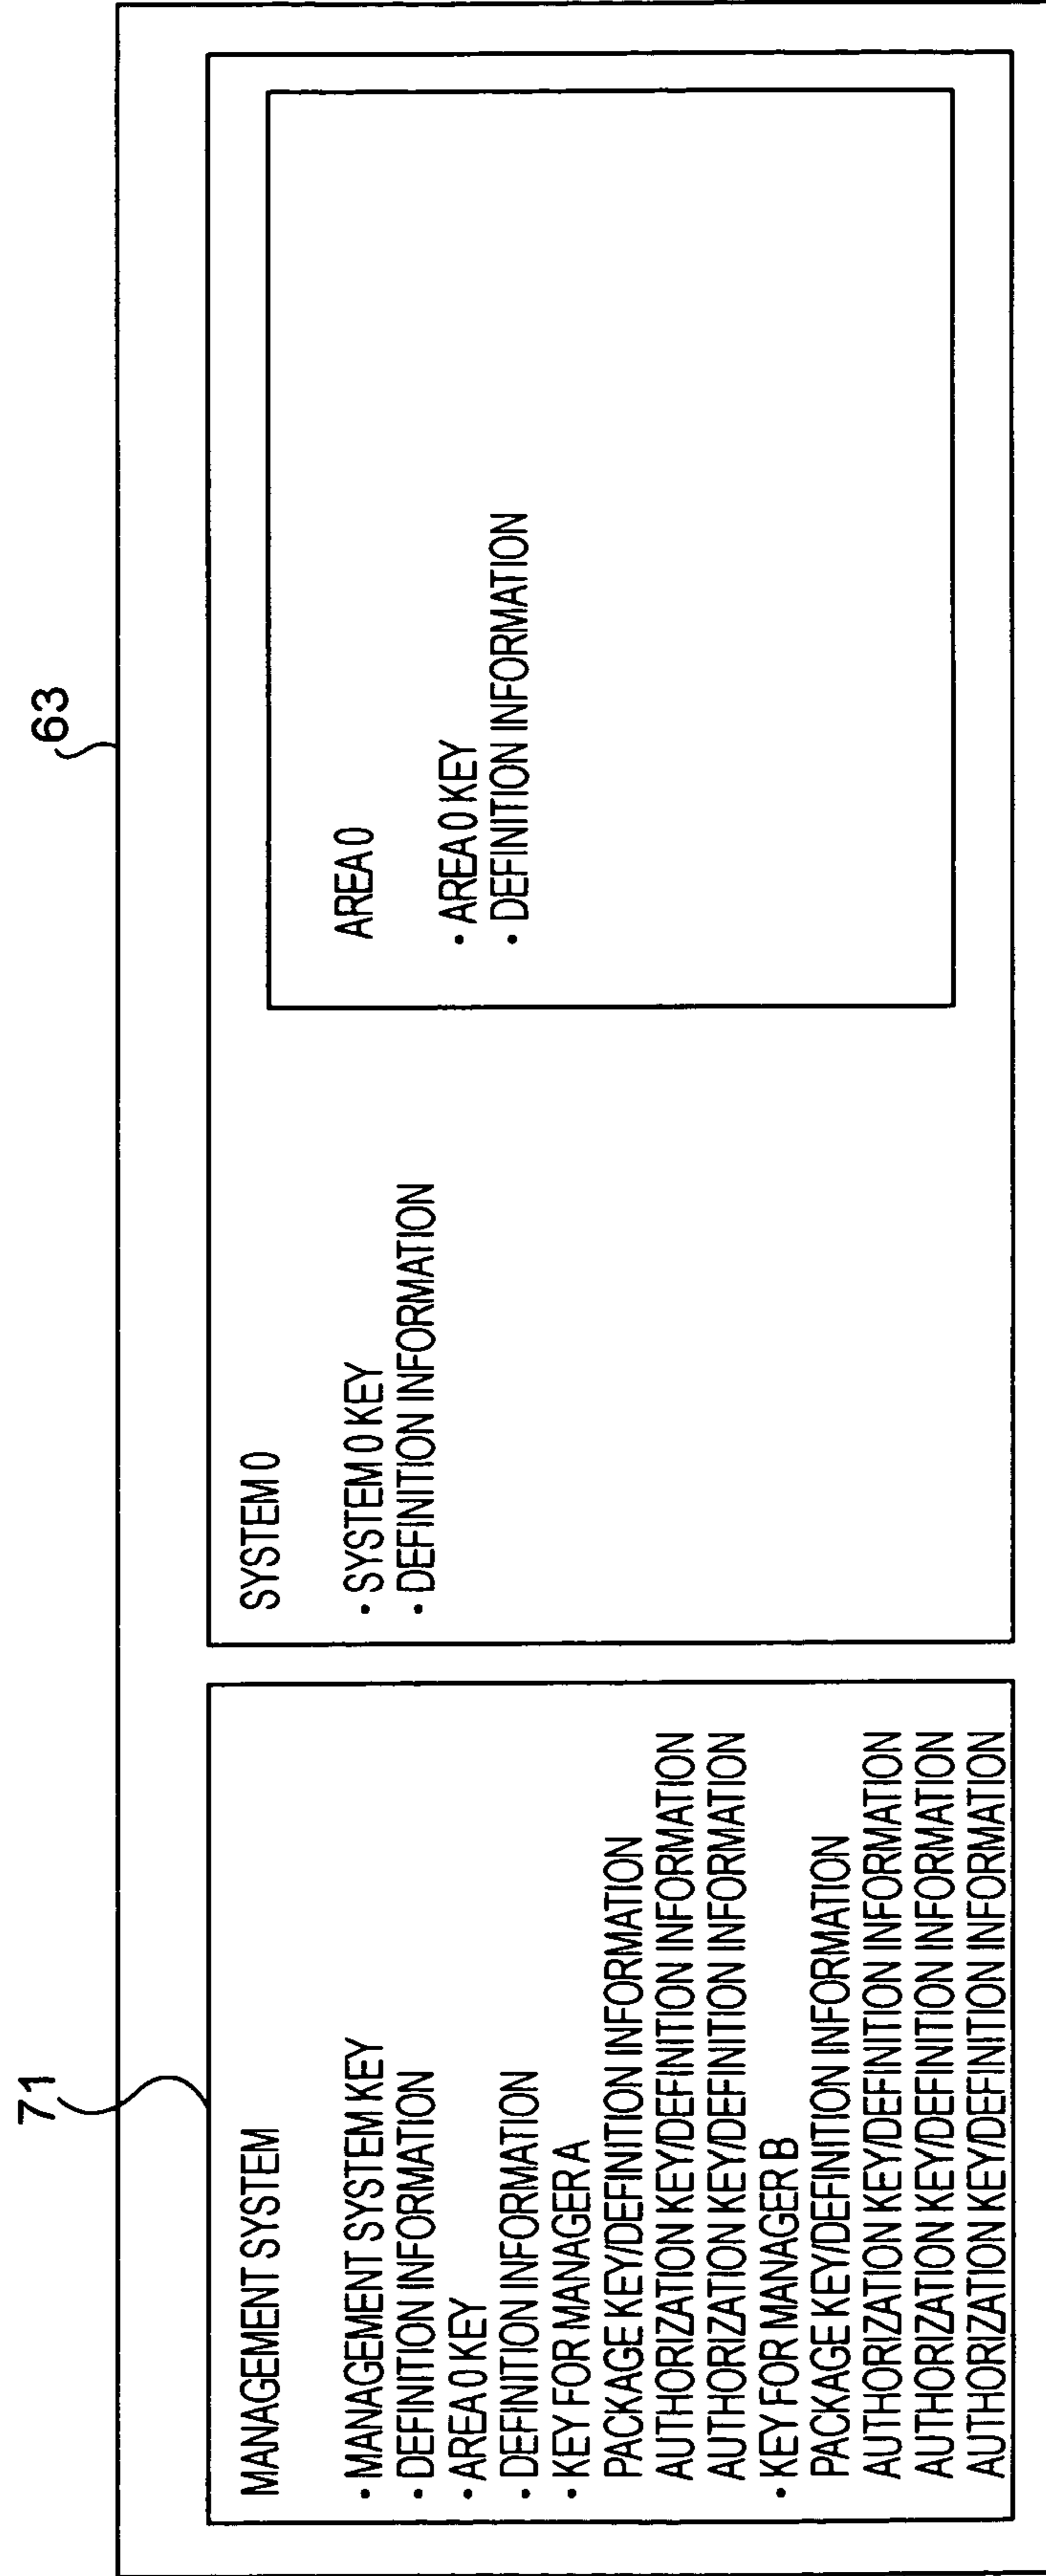 63
71
MANAGEMENT SYSTEM
• MANAGEMENT SYSTEM KEY
• DEFINITION INFORMATION
• AREA 0 KEY
• DEFINITION INFORMATION
• KEY FOR MANAGER A
PACKAGE KEY/DEFINITION INFORMATION
AUTHORIZATION KEY/DEFINITION INFORMATION
AUTHORIZATION KEY/DEFINITION INFORMATION
• KEY FOR MANAGER B
PACKAGE KEY/DEFINITION INFORMATION
AUTHORIZATION KEY/DEFINITION INFORMATION
AUTHORIZATION KEY/DEFINITION INFORMATION
AUTHORIZATION KEY/DEFINITION INFORMATION
SYSTEM 0
• SYSTEM 0 KEY
• DEFINITION INFORMATION
AREA 0
• AREA 0 KEY
• DEFINITION INFORMATION